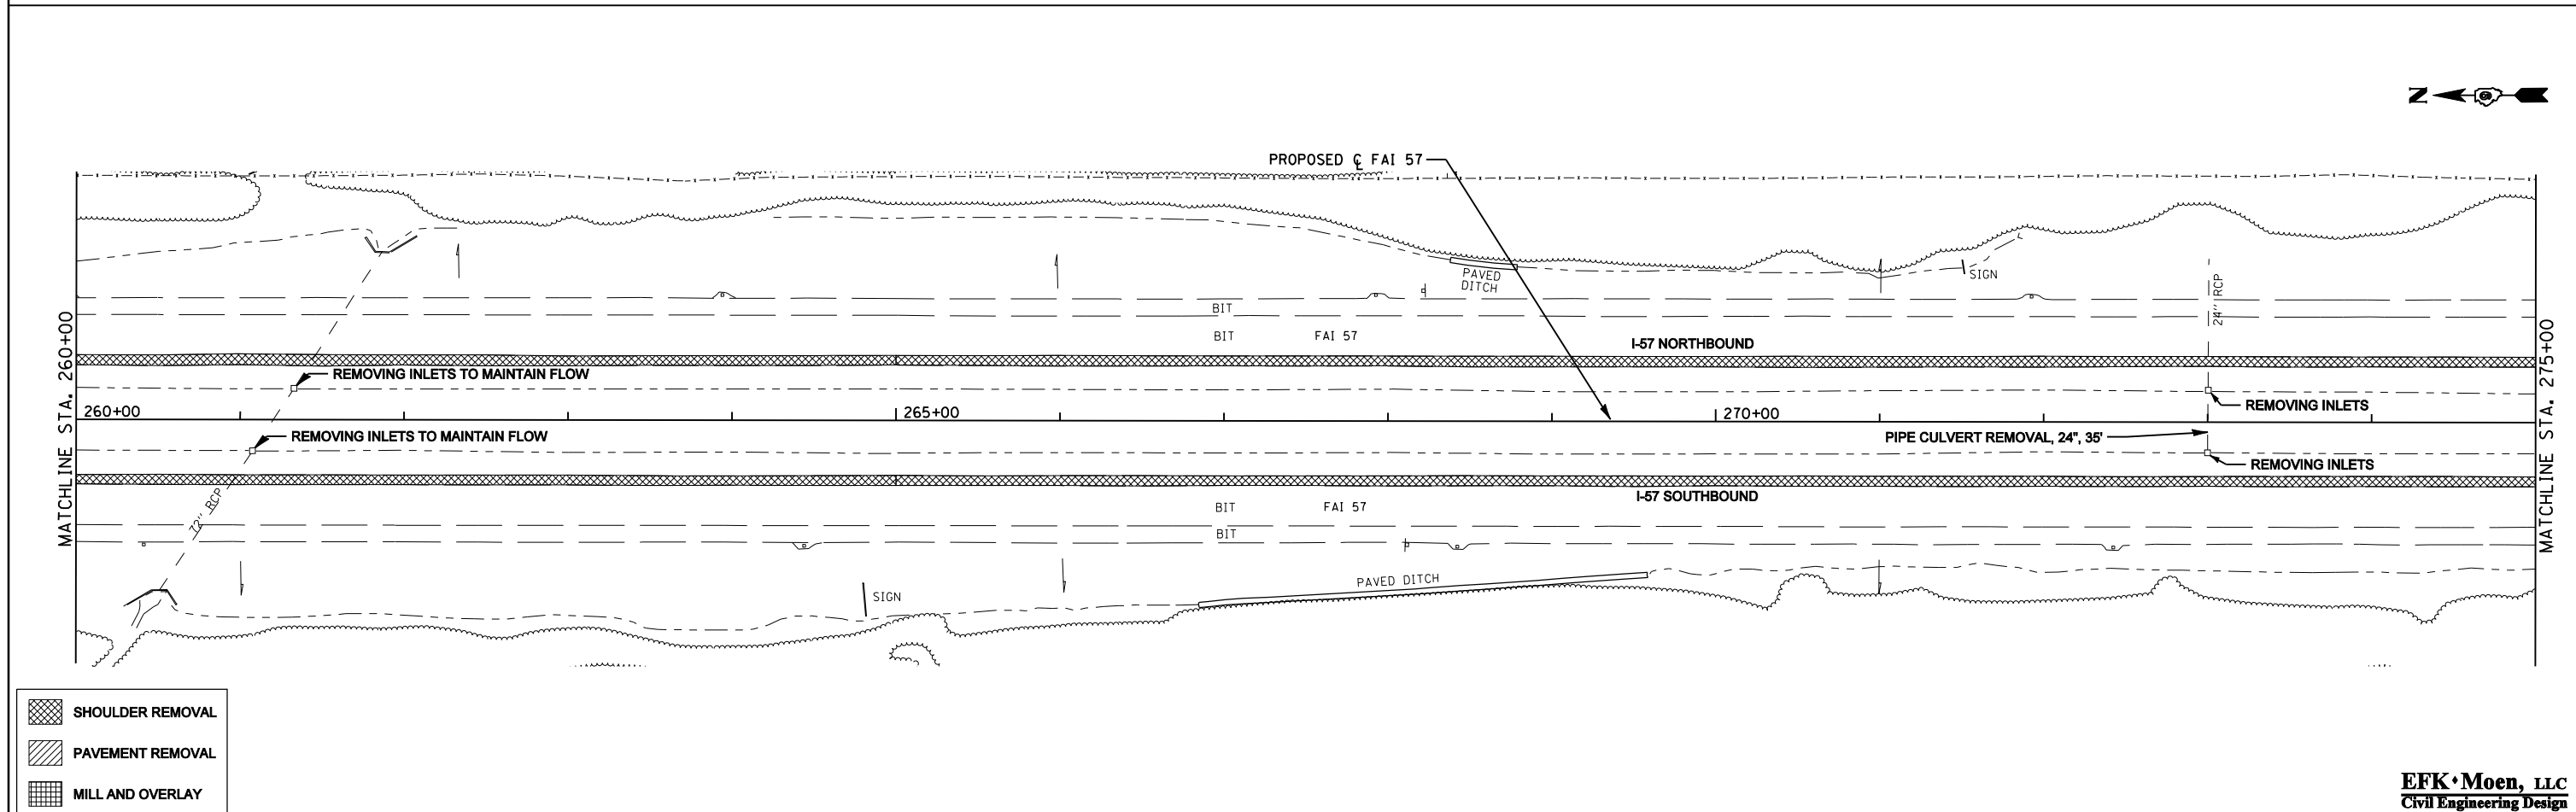 N
PROPOSED ℄ FAI 57
PAVED
DITCH
SIGN
24" RCP
BIT
BIT FAI 57
I-57 NORTHBOUND
MATCHLINE STA. 260+00
MATCHLINE STA. 275+00
REMOVING INLETS TO MAINTAIN FLOW
REMOVING INLETS
260+00 265+00 270+00
REMOVING INLETS TO MAINTAIN FLOW
PIPE CULVERT REMOVAL, 24", 35'
REMOVING INLETS
72" RCP
I-57 SOUTHBOUND
BIT FAI 57
BIT
PAVED DITCH
SIGN
SHOULDER REMOVAL
PAVEMENT REMOVAL
MILL AND OVERLAY
EFK♦Moen, LLC
Civil Engineering Design